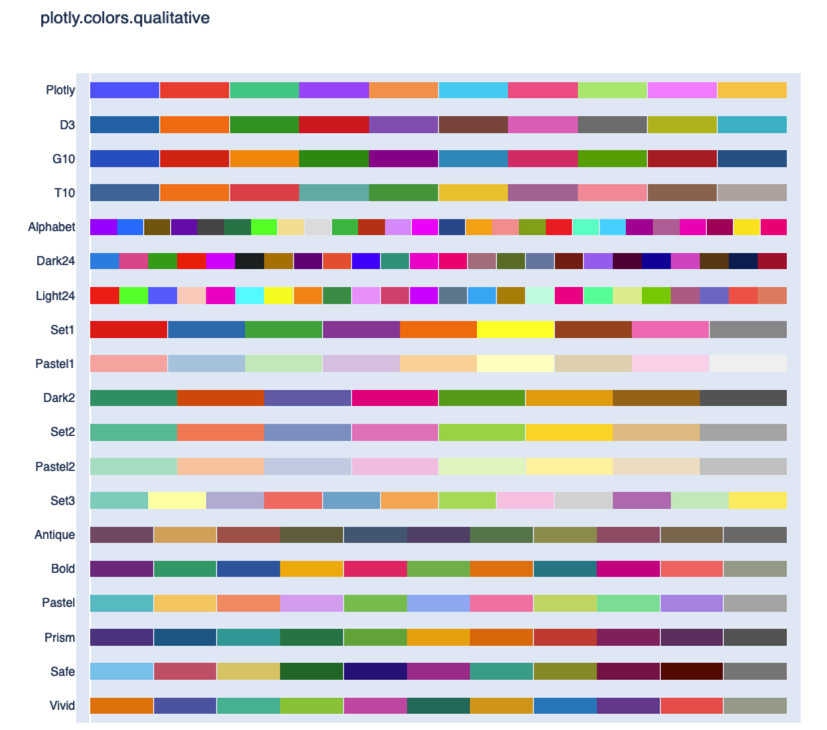 plotly.colors.qualitative
Plotly
D3
G10
T10
Alphabet
Dark24
Light24
Set1
Pastel1
Dark2
Set2
Pastel2
Set3
Antique
Bold
Pastel
Prism
Safe
Vivid